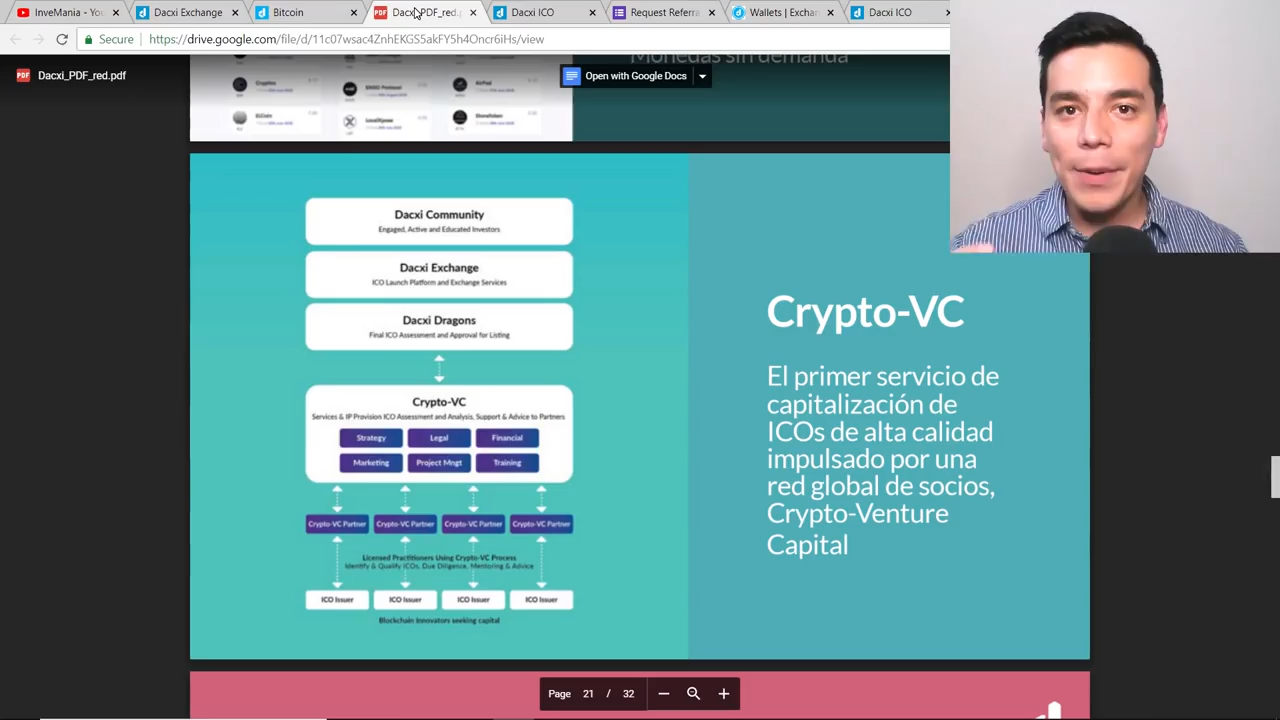 InveMania - You
Dacxi Exchange
Bitcoin
Dacxi_PDF_red.p
Dacxi ICO
Request Referra
Wallets | Exchan
Dacxi ICO
Secure
https://drive.google.com/file/d/11c07wsac4ZnhEKGS5akFY5h4Oncr6iHs/view
PDF
Dacxi_PDF_red.pdf
Open with Google Docs
Monedas sin demanda
Dacxi Community
Engaged, Active and Educated Investors
Dacxi Exchange
ICO Launch Platform and Exchange Services
Dacxi Dragons
Final ICO Assessment and Approval for Listing
Crypto-VC
Services & IP Provision ICO Assessment and Analysis, Support & Advice to Partners
Strategy
Legal
Financial
Marketing
Project Mngt
Training
Crypto-VC Partner
Crypto-VC Partner
Crypto-VC Partner
Crypto-VC Partner
Licensed Practitioners Using Crypto-VC Process
Identify & Qualify ICOs, Due Diligence, Mentoring & Advice
ICO Issuer
ICO Issuer
ICO Issuer
ICO Issuer
Blockchain Innovators seeking capital
Crypto-VC
El primer servicio de
capitalización de
ICOs de alta calidad
impulsado por una
red global de socios,
Crypto-Venture
Capital
Page 21 / 32